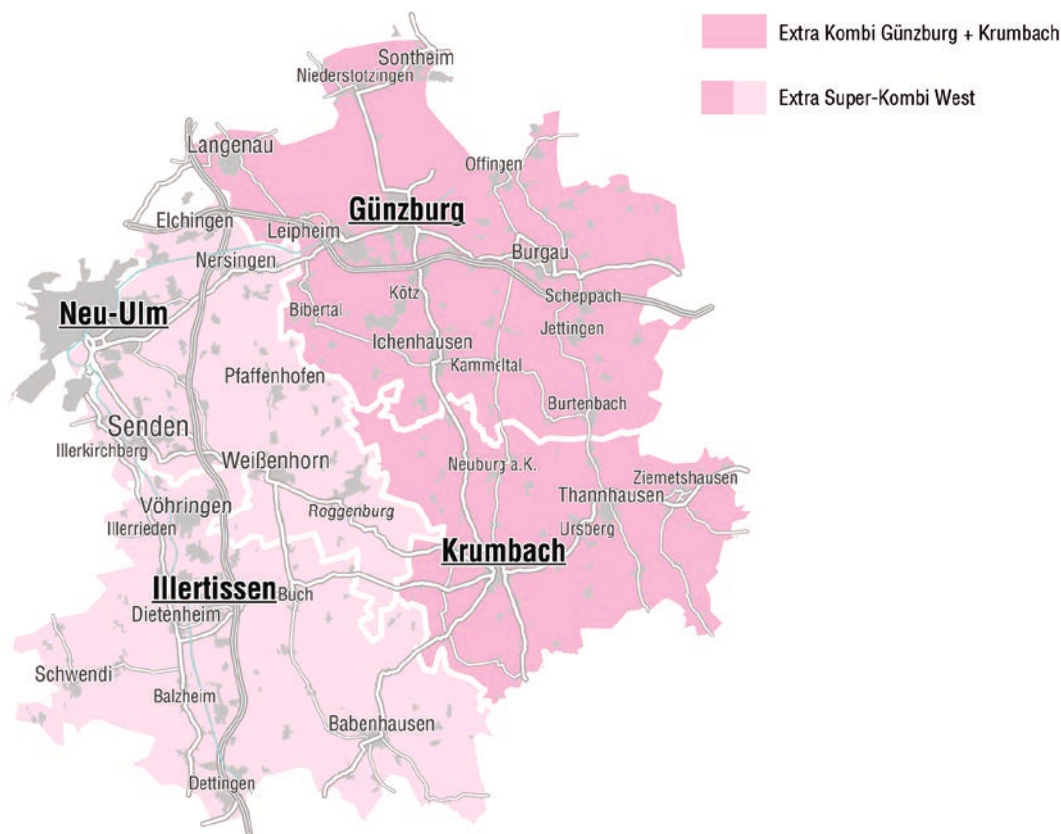 Extra Kombi Günzburg + Krumbach
Extra Super-Kombi West
Sontheim
Niederstotzingen
Langenau
Offingen
Günzburg
Elchingen
Leipheim
Burgau
Nersingen
Kötz
Scheppach
Neu-Ulm
Bibertal
Jettingen
Ichenhausen
Kammeltal
Pfaffenhofen
Burtenbach
Senden
Illerkirchberg
Weißenhorn
Neuburg a.K.
Ziemetshausen
Thannhausen
Vöhringen
Roggenburg
Illerrieden
Ursberg
Krumbach
Illertissen
Buch
Dietenheim
Schwendi
Balzheim
Babenhausen
Dettingen